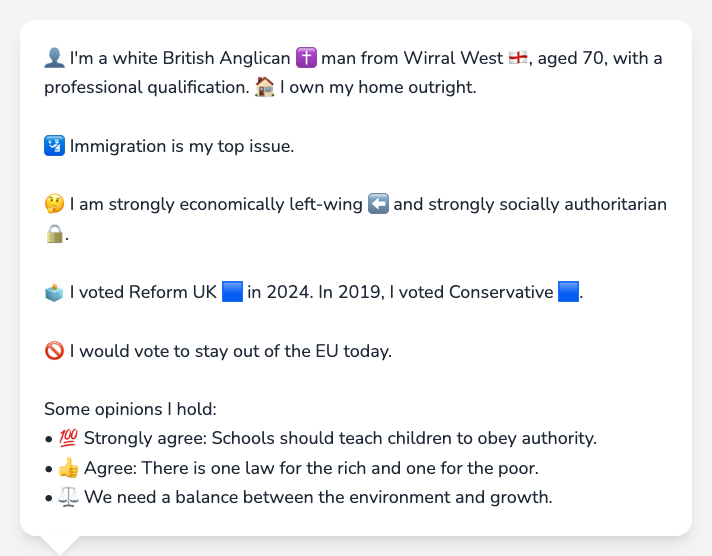 👤 I'm a white British Anglican ✝️ man from Wirral West 🏴󠁧󠁢󠁥󠁮󠁧󠁿, aged 70, with a
professional qualification. 🏠 I own my home outright.
🛂 Immigration is my top issue.
🤔 I am strongly economically left-wing ⬅️ and strongly socially authoritarian
🔒.
🗳️ I voted Reform UK 🟦 in 2024. In 2019, I voted Conservative 🟦.
🚫 I would vote to stay out of the EU today.
Some opinions I hold:
• 💯 Strongly agree: Schools should teach children to obey authority.
• 👍 Agree: There is one law for the rich and one for the poor.
• ⚖️ We need a balance between the environment and growth.